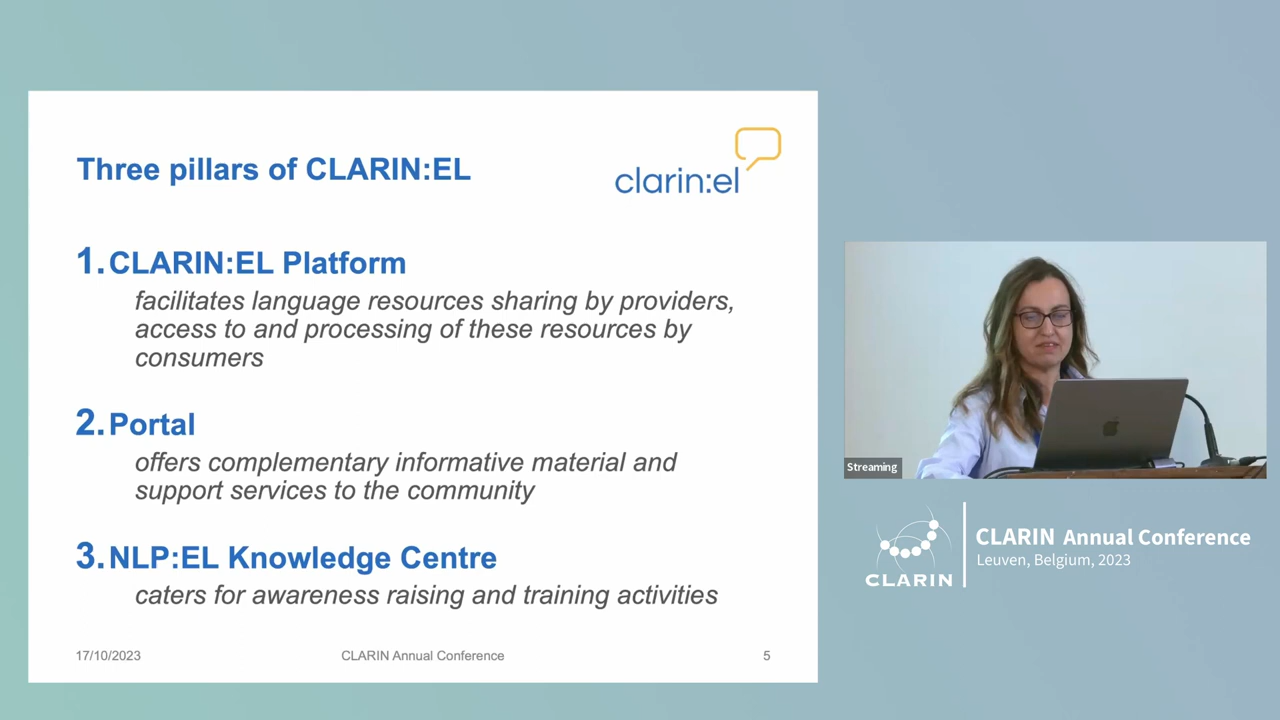 Three pillars of CLARIN:EL
clarin:el
1. CLARIN:EL Platform
facilitates language resources sharing by providers,
access to and processing of these resources by
consumers
2. Portal
offers complementary informative material and
support services to the community
3. NLP:EL Knowledge Centre
caters for awareness raising and training activities
17/10/2023
CLARIN Annual Conference
5
Streaming
CLARIN
CLARIN Annual Conference
Leuven, Belgium, 2023